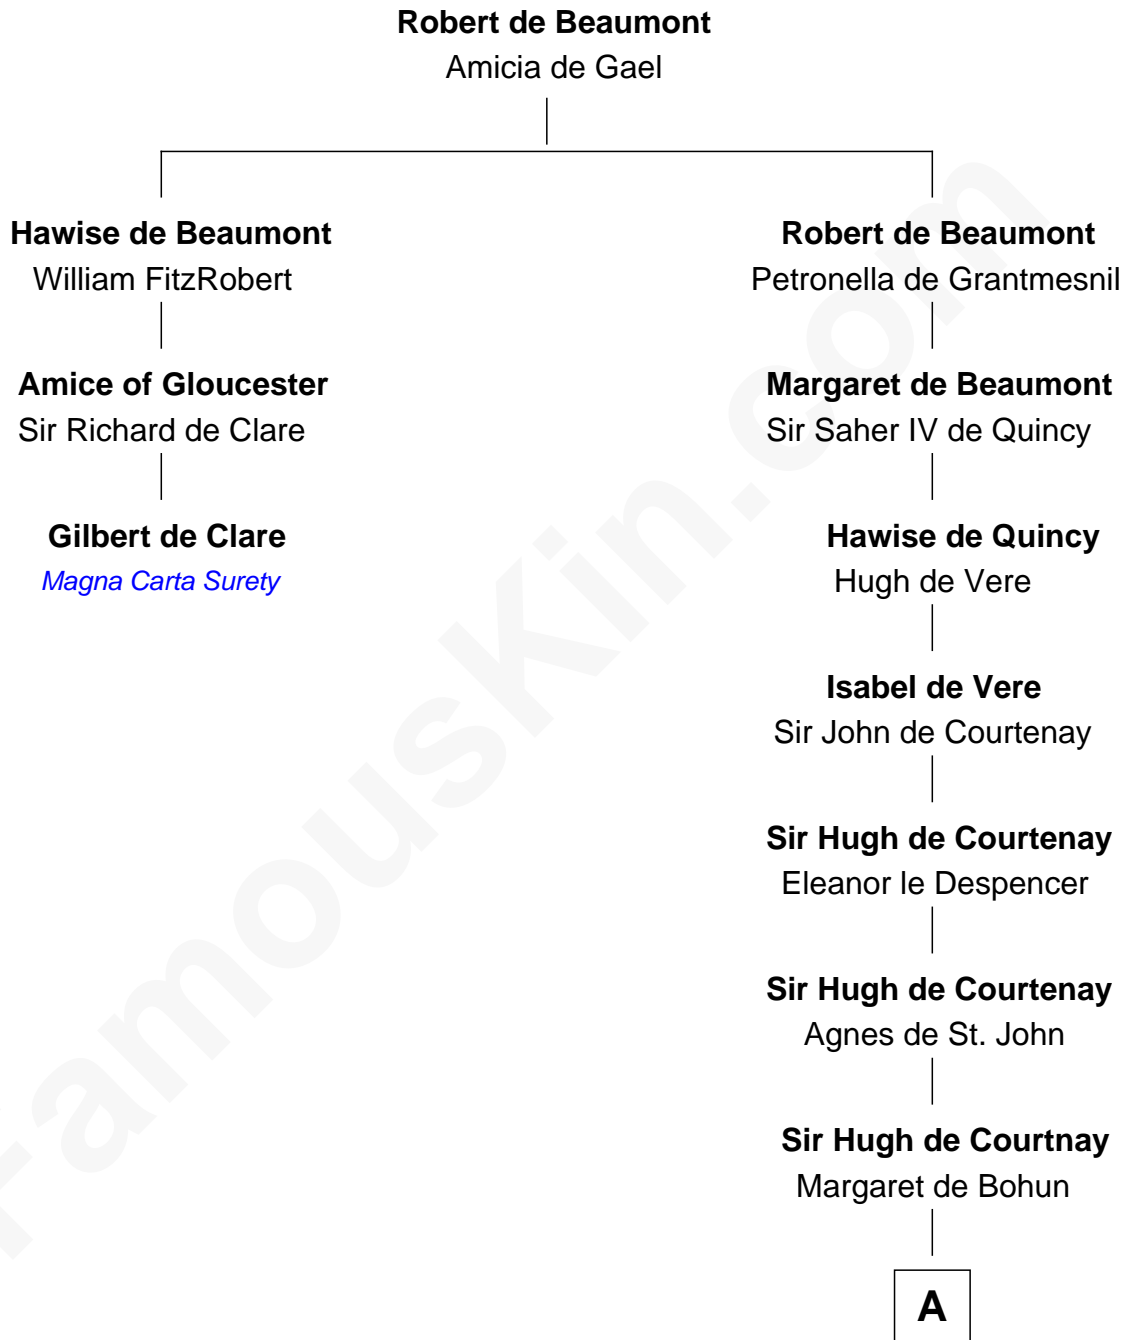 Robert de Beaumont
Amicia de Gael
Hawise de Beaumont
William FitzRobert
Amice of Gloucester
Sir Richard de Clare
Gilbert de Clare
Magna Carta Surety
Robert de Beaumont
Petronella de Grantmesnil
Margaret de Beaumont
Sir Saher IV de Quincy
Hawise de Quincy
Hugh de Vere
Isabel de Vere
Sir John de Courtenay
Sir Hugh de Courtenay
Eleanor le Despencer
Sir Hugh de Courtenay
Agnes de St. John
Sir Hugh de Courtnay
Margaret de Bohun
A
FamousKin.com